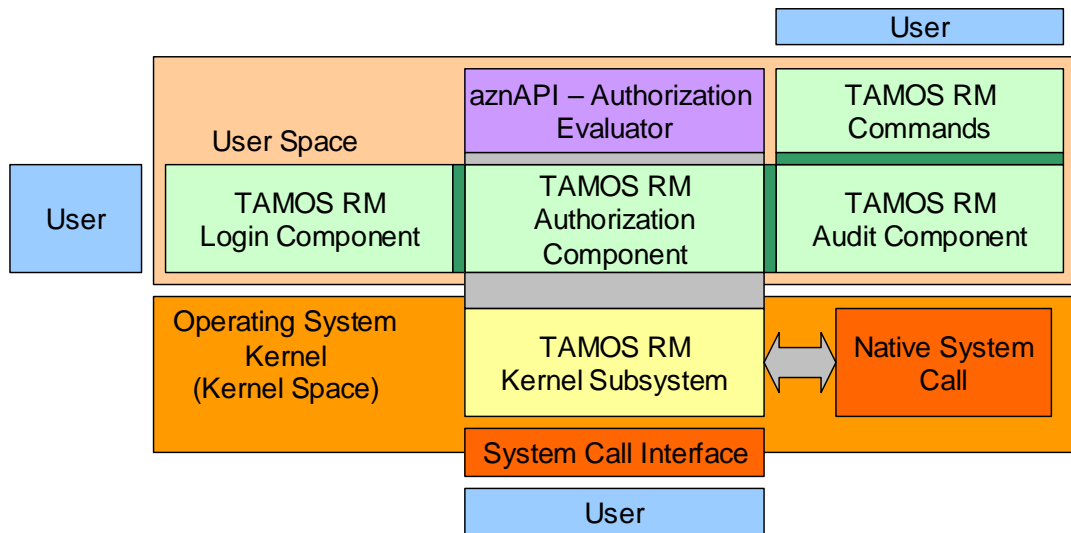 User
aznAPI – Authorization
Evaluator
TAMOS RM
Commands
User Space
User
TAMOS RM
Login Component
TAMOS RM
Authorization
Component
TAMOS RM
Audit Component
Operating System
Kernel
(Kernel Space)
TAMOS RM
Kernel Subsystem
Native System
Call
System Call Interface
User